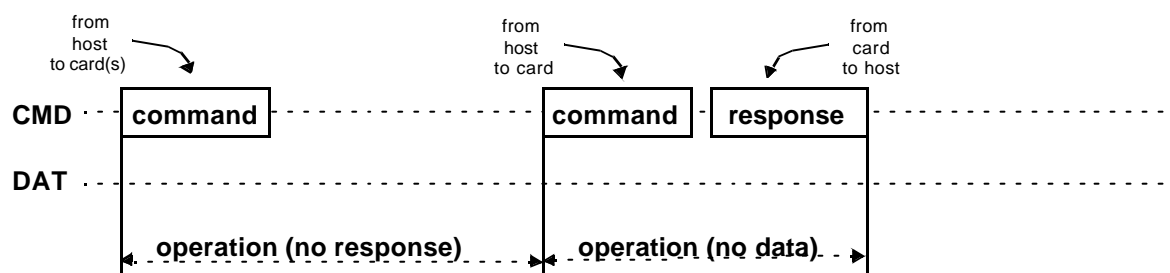 from
host
to card(s)
from
host
to card
from
card
to host
CMD
command
command
response
DAT
operation (no response)
operation (no data)